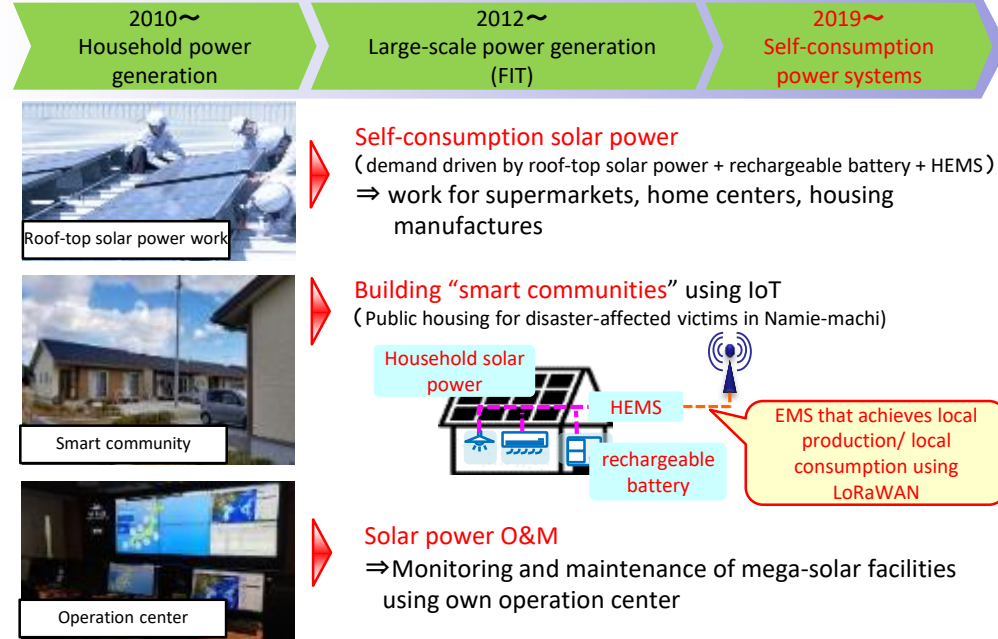 2010～
Household power
generation
2012～
Large-scale power generation
(FIT)
2019～
Self-consumption
power systems
Roof-top solar power work
Self-consumption solar power
（demand driven by roof-top solar power + rechargeable battery + HEMS）
⇒ work for supermarkets, home centers, housing
manufactures
Smart community
Building “smart communities” using IoT
（Public housing for disaster-affected victims in Namie-machi)
Household solar
power
HEMS
rechargeable
battery
EMS that achieves local
production/ local
consumption using
LoRaWAN
Operation center
Solar power O&M
⇒Monitoring and maintenance of mega-solar facilities
using own operation center